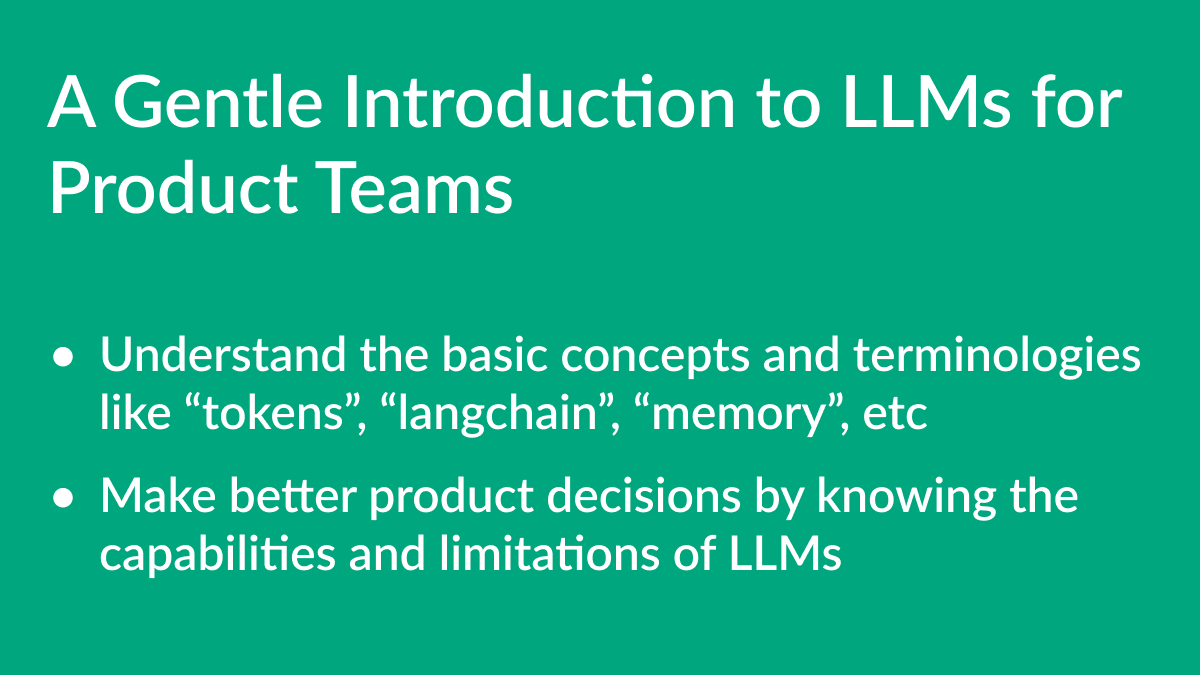 A Gentle Introduction to LLMs for
Product Teams
● Understand the basic concepts and terminologies
like “tokens”, “langchain”, “memory”, etc
● Make better product decisions by knowing the
capabilities and limitations of LLMs